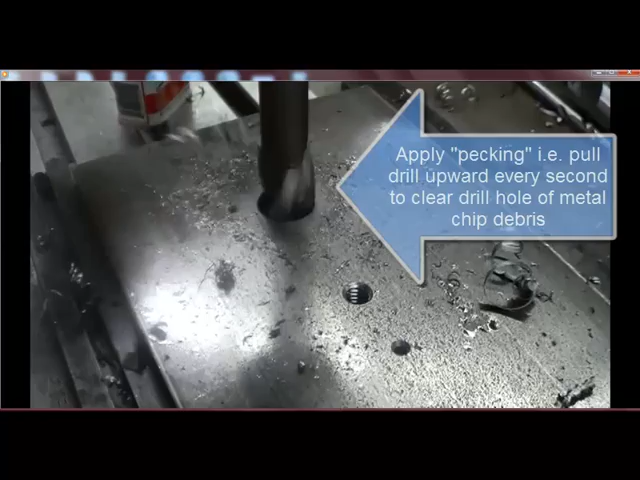 Apply "pecking" i.e. pull
drill upward every second
to clear drill hole of metal
chip debris